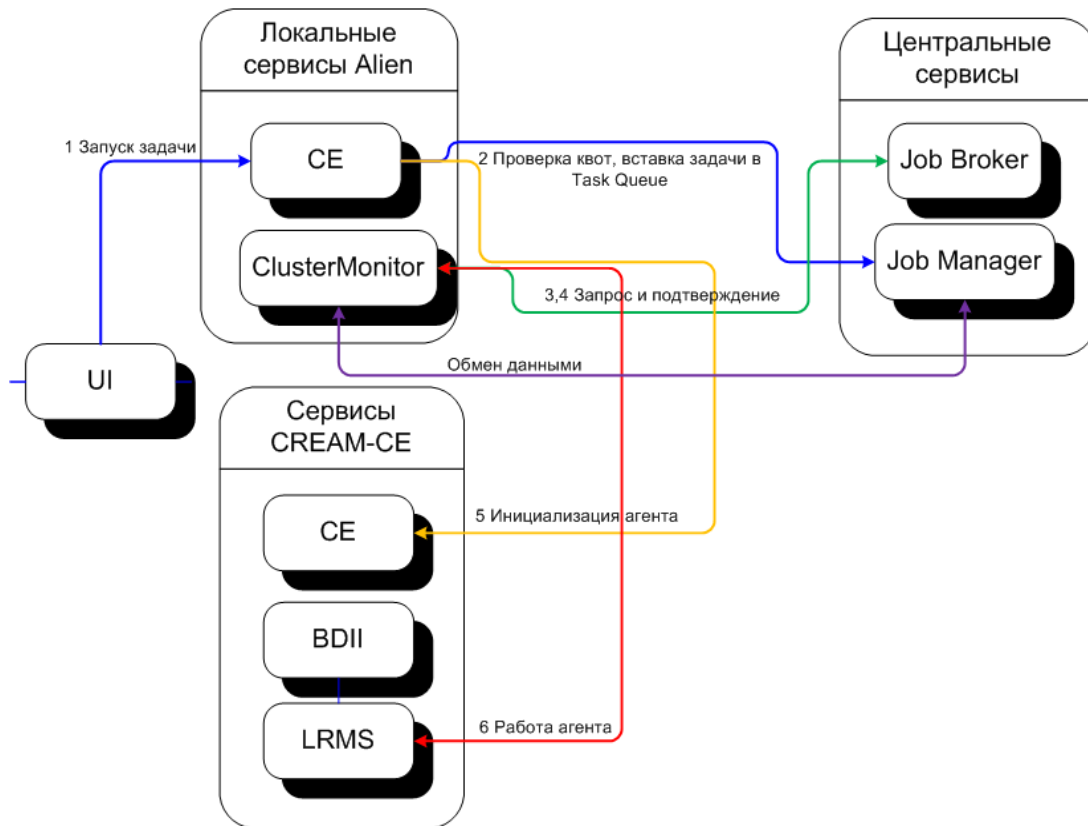 Локальные
сервисы Alien
Центральные
сервисы
1 Запуск задачи
CE
2 Проверка квот, вставка задачи в
Task Queue
Job Broker
ClusterMonitor
Job Manager
3,4 Запрос и подтверждение
UI
Обмен данными
Сервисы
CREAM-CE
CE
5 Инициализация агента
BDII
LRMS
6 Работа агента